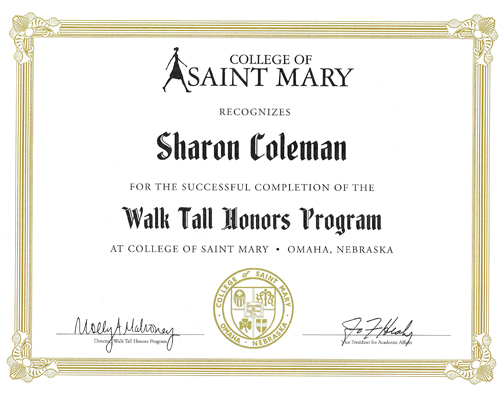 COLLEGE OF
SAINT MARY
RECOGNIZES
Sharon Coleman
FOR THE SUCCESSFUL COMPLETION OF THE
Walk Tall Honors Program
AT COLLEGE OF SAINT MARY • OMAHA, NEBRASKA
COLLEGE OF SAINT MARY
OMAHA, NEBRASKA
Molly A Mahoney
Director, Walk Tall Honors Program
Vice President for Academic Affairs